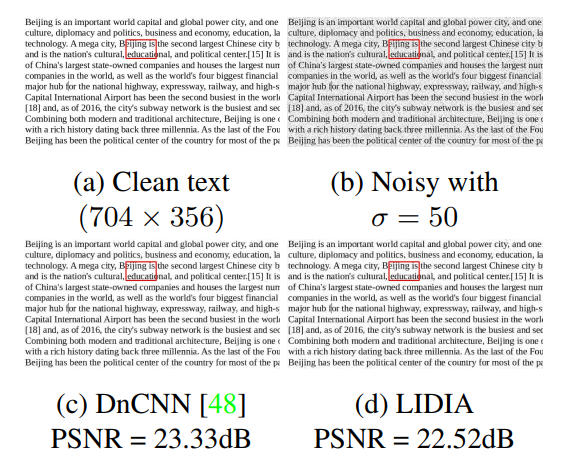 Beijing is an important world capital and global power city, and one
culture, diplomacy and politics, business and economy, education, la
technology. A mega city, Beijing is the second largest Chinese city b
and is the nation's cultural, educational, and political center.[15] It is
of China's largest state-owned companies and houses the largest num
companies in the world, as well as the world's four biggest financial
major hub for the national highway, expressway, railway, and high-s
Capital International Airport has been the second busiest in the work
[18] and, as of 2016, the city's subway network is the busiest and sec
Combining both modern and traditional architecture, Beijing is one c
with a rich history dating back three millennia. As the last of the Fou
Beijing has been the political center of the country for most of the pa
(a) Clean text
(704 × 356)
Beijing is an important world capital and global power city, and one
culture, diplomacy and politics, business and economy, education, la
technology. A mega city, Beijing is the second largest Chinese city b
and is the nation's cultural, educational, and political center.[15] It is
of China's largest state-owned companies and houses the largest num
companies in the world, as well as the world's four biggest financial
major hub for the national highway, expressway, railway, and high-s
Capital International Airport has been the second busiest in the work
[18] and, as of 2016, the city's subway network is the busiest and sec
Combining both modern and traditional architecture, Beijing is one c
with a rich history dating back three millennia. As the last of the Fou
Beijing has been the political center of the country for most of the pa
(b) Noisy with
σ = 50
Beijing is an important world capital and global power city, and one
culture, diplomacy and politics, business and economy, education, la
technology. A mega city, Beijing is the second largest Chinese city b
and is the nation's cultural, educational, and political center.[15] It is
of China's largest state-owned companies and houses the largest num
companies in the world, as well as the world's four biggest financial
major hub for the national highway, expressway, railway, and high-s
Capital International Airport has been the second busiest in the work
[18] and, as of 2016, the city's subway network is the busiest and sec
Combining both modern and traditional architecture, Beijing is one c
with a rich history dating back three millennia. As the last of the Fou
Beijing has been the political center of the country for most of the pa
(c) DnCNN [48]
PSNR = 23.33dB
Beijing is an important world capital and global power city, and one
culture, diplomacy and politics, business and economy, education, la
technology. A mega city, Beijing is the second largest Chinese city b
and is the nation's cultural, educational, and political center.[15] It is
of China's largest state-owned companies and houses the largest num
companies in the world, as well as the world's four biggest financial
major hub for the national highway, expressway, railway, and high-s
Capital International Airport has been the second busiest in the work
[18] and, as of 2016, the city's subway network is the busiest and sec
Combining both modern and traditional architecture, Beijing is one c
with a rich history dating back three millennia. As the last of the Fou
Beijing has been the political center of the country for most of the pa
(d) LIDIA
PSNR = 22.52dB